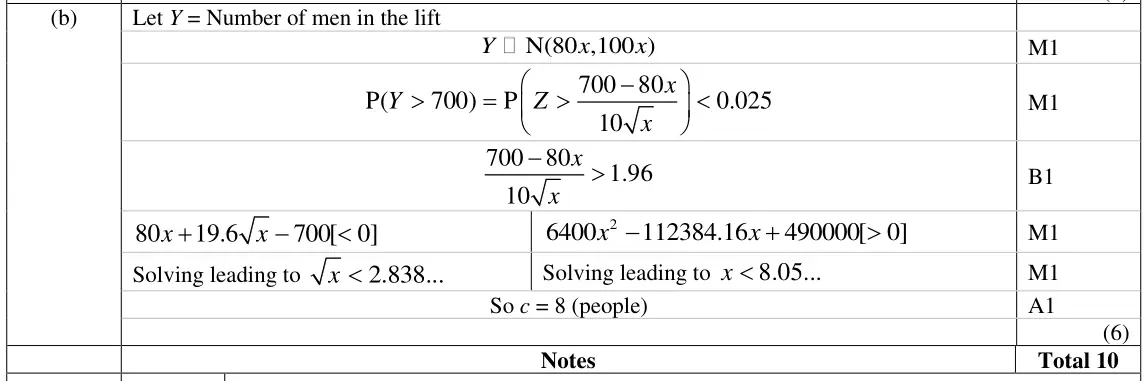 (b) Let Y = Number of men in the lift
Y □ N(80x,100x) M1
P(Y > 700) = P(Z > (700 − 80x)/(10√x)) < 0.025 M1
(700 − 80x)/(10√x) > 1.96 B1
80x + 19.6√x − 700[< 0] 6400x² − 112384.16x + 490000[> 0] M1
Solving leading to √x < 2.838... Solving leading to x < 8.05... M1
So c = 8 (people) A1
(6)
Notes Total 10